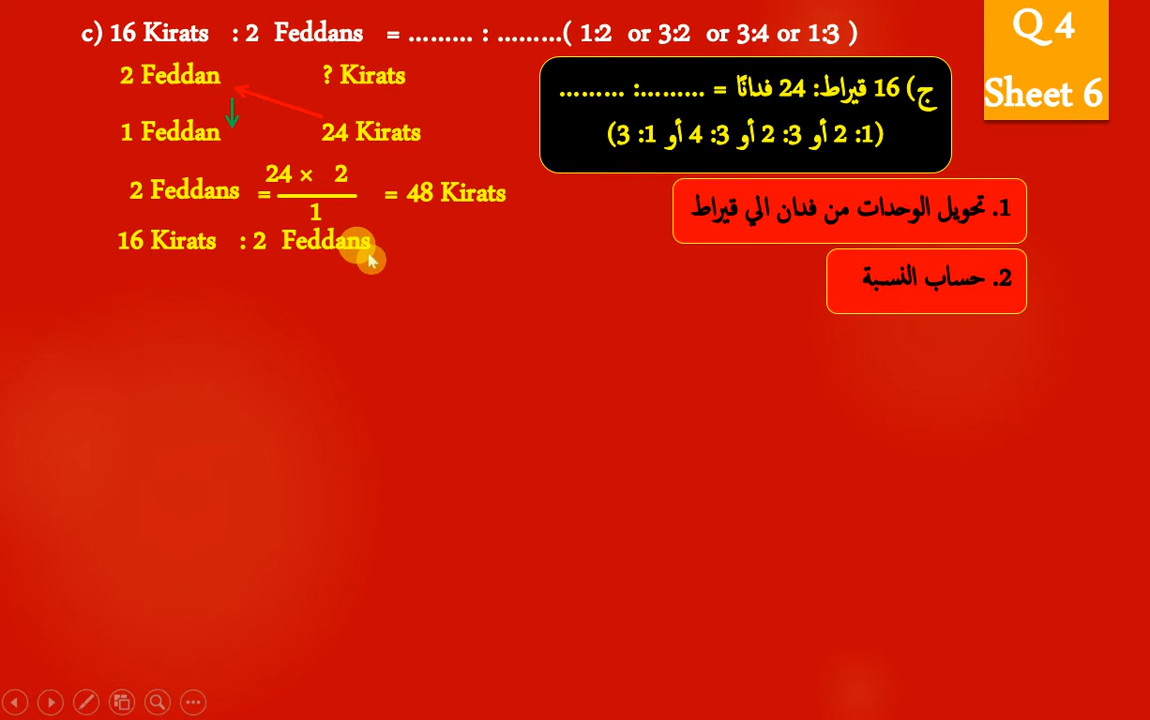 c) 16 Kirats : 2 Feddans = ......... : .........( 1:2 or 3:2 or 3:4 or 1:3 )
Q 4
Sheet 6
2 Feddan ? Kirats
1 Feddan 24 Kirats
2 Feddans = 24 × 2 / 1 = 48 Kirats
16 Kirats : 2 Feddans
ج) 16 قيراط: 24 فدانًا = .........: .........
(1: 2 أو 3: 2 أو 3: 4 أو 1: 3)
1. تحويل الوحدات من فدان الي قيراط
2. حساب النسبة